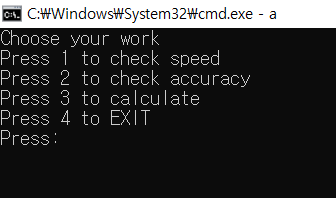 C:₩Windows₩System32₩cmd.exe - a
Choose your work
Press 1 to check speed
Press 2 to check accuracy
Press 3 to calculate
Press 4 to EXIT
Press: